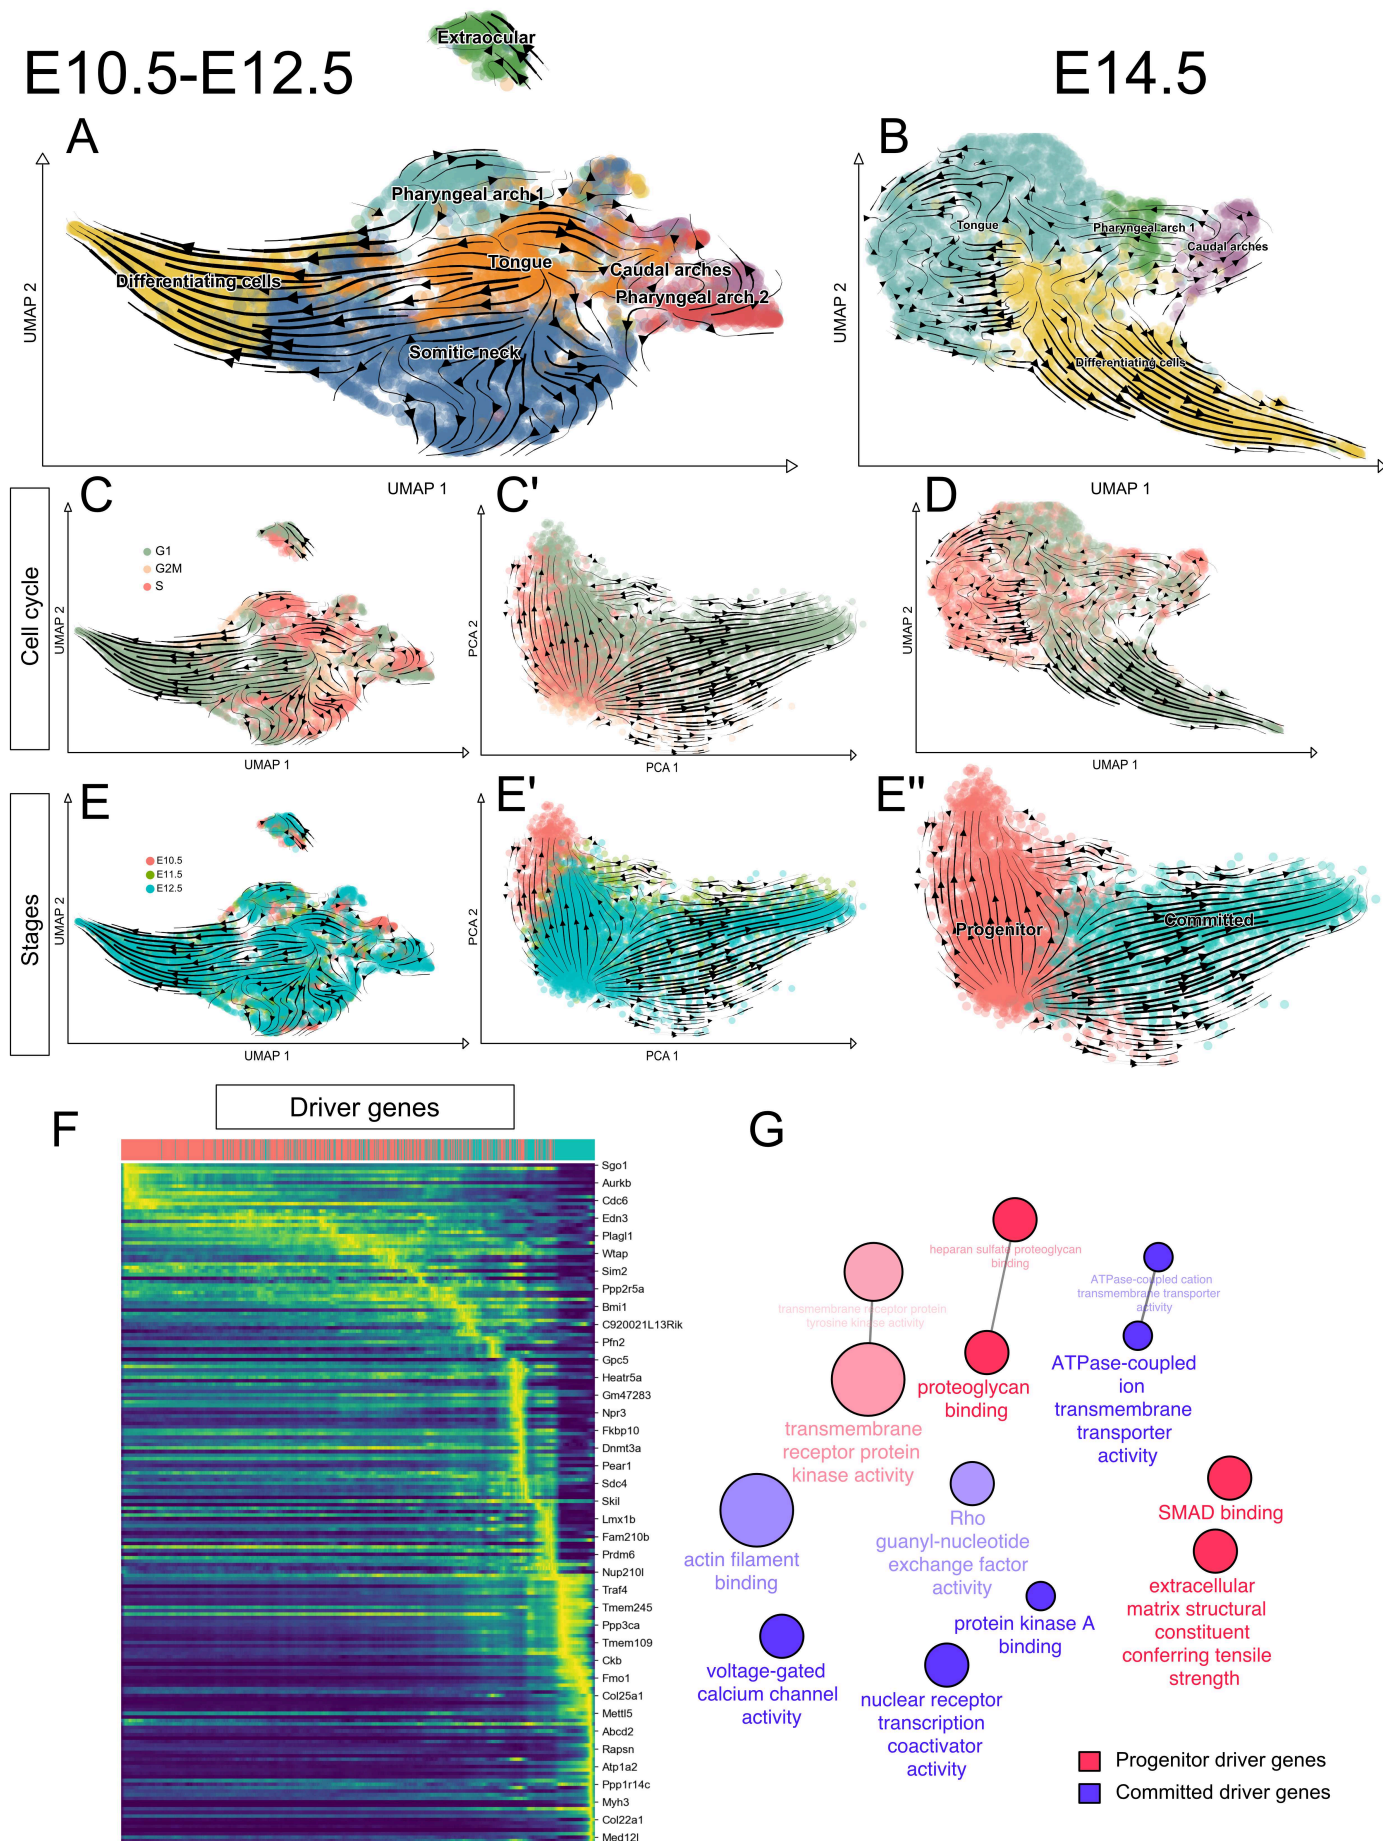 E10.5-E12.5
E14.5
Extraocular
A
Pharyngeal arch 1
Tongue
Differentiating cells
Caudal arches
Pharyngeal arch 2
Somitic neck
UMAP 2
UMAP 1
B
Tongue
Pharyngeal arch 1
Caudal arches
Differentiating cells
UMAP 2
UMAP 1
Cell cycle
C
G1
G2M
S
UMAP 2
UMAP 1
C'
PCA 2
PCA 1
D
UMAP 2
UMAP 1
Stages
E
E10.5
E11.5
E12.5
UMAP 2
UMAP 1
E'
PCA 2
PCA 1
E"
Progenitor
Committed
Driver genes
F
Sgo1
Aurkb
Cdc6
Edn3
Plagl1
Wtap
Sim2
Ppp2r5a
Bmi1
C920021L13Rik
Pfn2
Gpc5
Heatr5a
Gm47283
Npr3
Fkbp10
Dnmt3a
Pear1
Sdc4
Skil
Lmx1b
Fam210b
Prdm6
Nup210l
Traf4
Tmem245
Ppp3ca
Tmem109
Ckb
Fmo1
Col25a1
Mettl5
Abcd2
Rapsn
Atp1a2
Ppp1r14c
Myh3
Col22a1
Med12l
G
heparan sulfate proteoglycan
binding
transmembrane receptor protein
tyrosine kinase activity
ATPase-coupled cation
transmembrane transporter
activity
proteoglycan
binding
ATPase-coupled
ion
transmembrane
transporter
activity
transmembrane
receptor protein
kinase activity
SMAD binding
actin filament
binding
Rho
guanyl-nucleotide
exchange factor
activity
extracellular
matrix structural
constituent
conferring tensile
strength
protein kinase A
binding
voltage-gated
calcium channel
activity
nuclear receptor
transcription
coactivator
activity
Progenitor driver genes
Committed driver genes